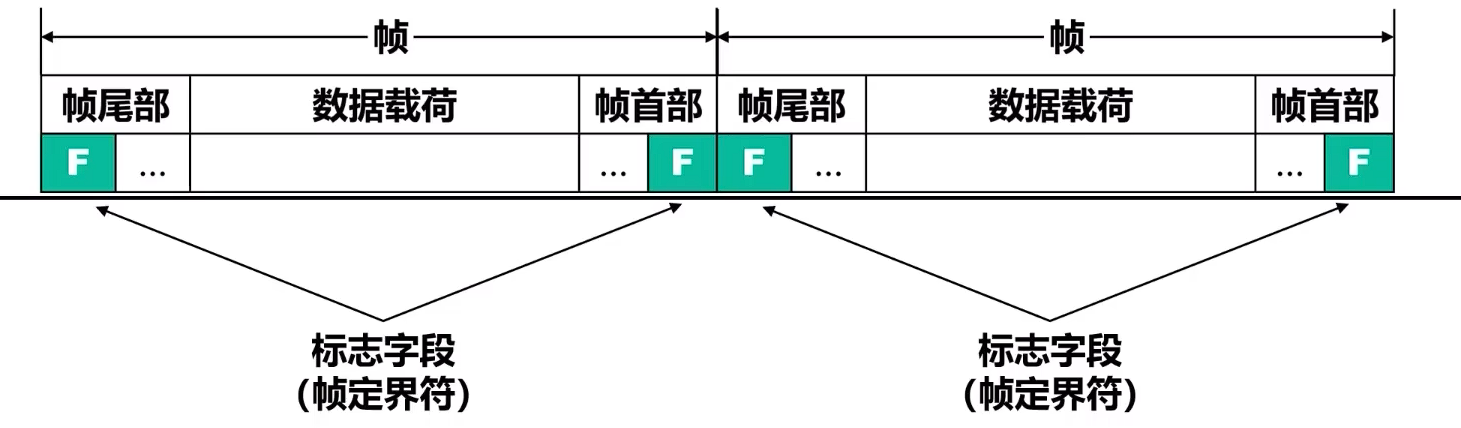 帧 帧
帧尾部 数据载荷 帧首部 帧尾部 数据载荷 帧首部
F ... ... F F ... ... F
标志字段 标志字段
(帧定界符) (帧定界符)